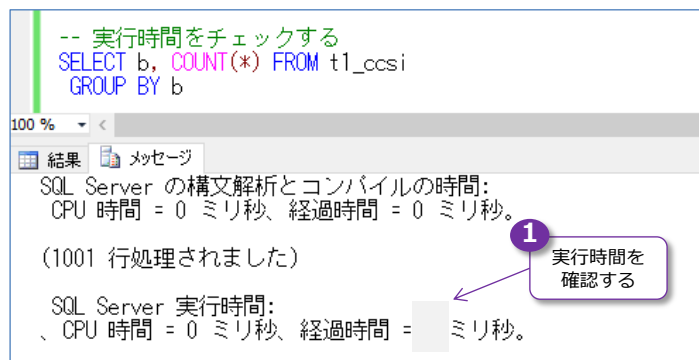 -- 実行時間をチェックする
SELECT b, COUNT(*) FROM t1_ccsi
GROUP BY b
100 %
結果 メッセージ
SQL Server の構文解析とコンパイルの時間:
CPU 時間 = 0 ミリ秒、経過時間 = 0 ミリ秒。
1
(1001 行処理されました)
実行時間を
確認する
SQL Server 実行時間:
、CPU 時間 = 0 ミリ秒、経過時間 = ミリ秒。